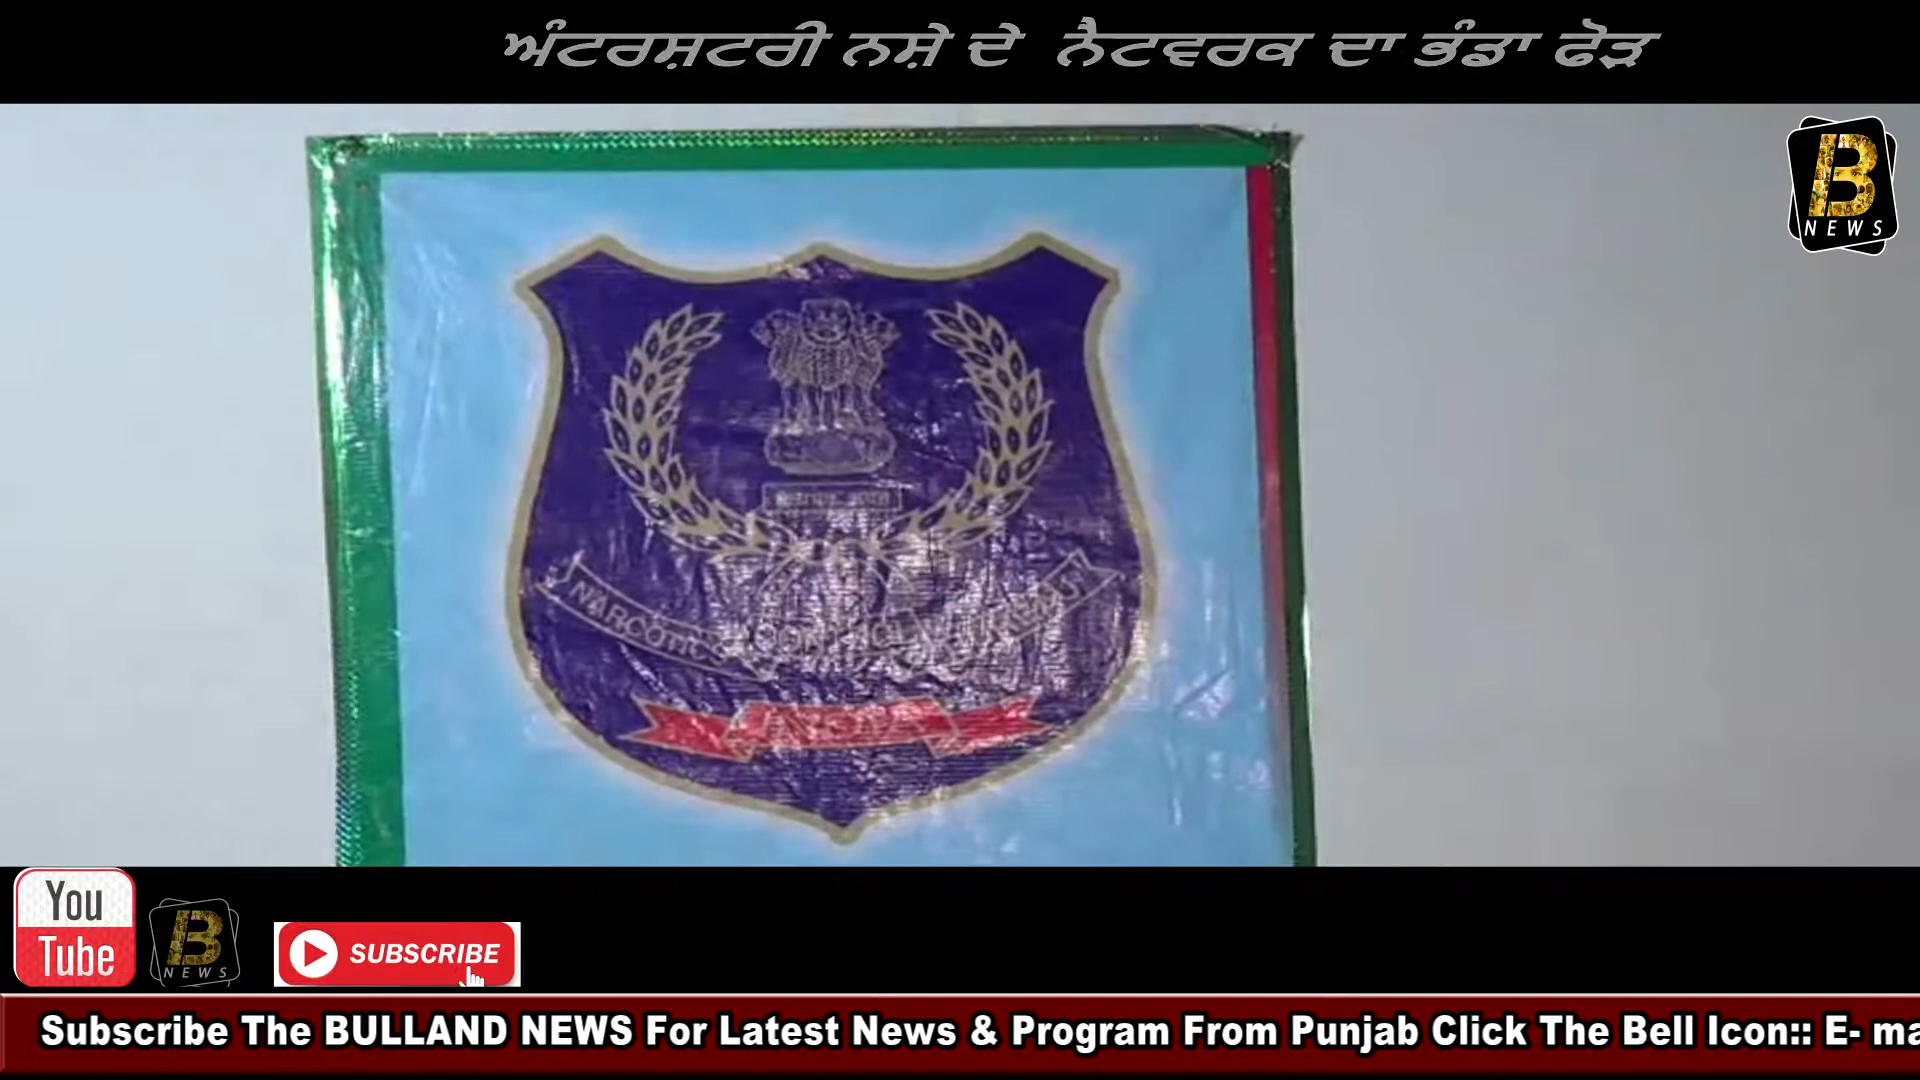 ਅੰਟਰਸ਼ਟਰੀ ਨਸ਼ੇ ਦੇ ਨੈਟਵਰਕ ਦਾ ਭੰਡਾ ਫੋੜ
B
NEWS
NARCOTICS CONTROL BUREAU
INDIA
You
Tube
B
NEWS
SUBSCRIBE
Subscribe The BULLAND NEWS For Latest News & Program From Punjab Click The Bell Icon:: E- ma